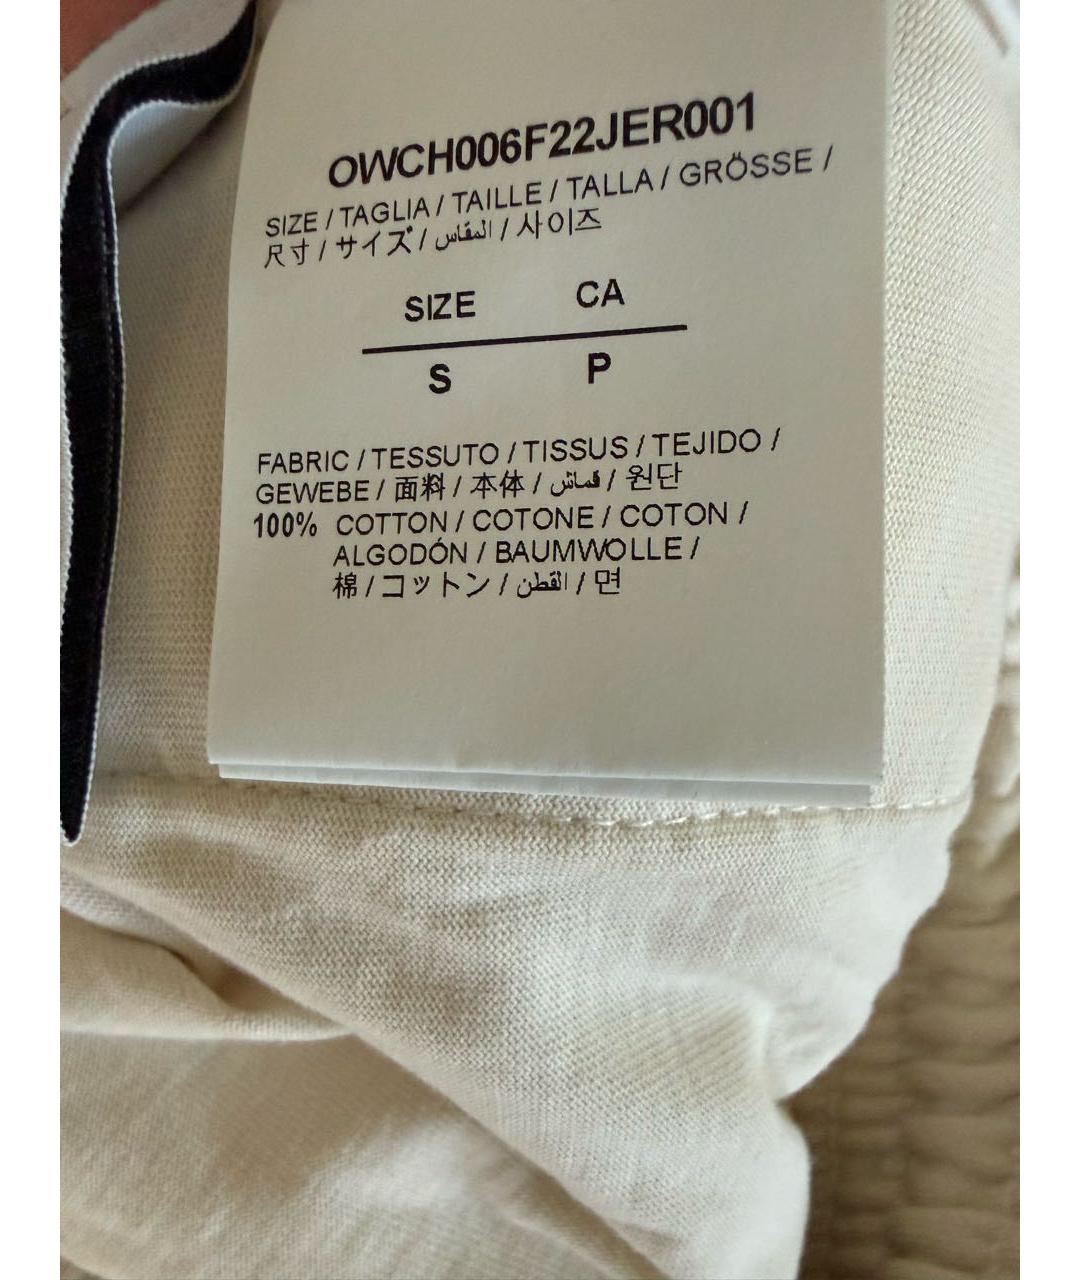 OWCH006F22JER001
SIZE / TAGLIA / TAILLE / TALLA / GRÖSSE /
尺寸 / サイズ / المقاس / 사이즈
SIZE CA
S P
FABRIC / TESSUTO / TISSUS / TEJIDO /
GEWEBE / 面料 / 本体 / قماش / 원단
100% COTTON / COTONE / COTON /
ALGODÓN / BAUMWOLLE /
棉 / コットン / القطن / 면